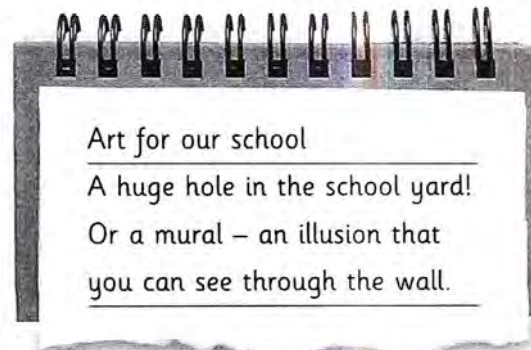 Art for our school
A huge hole in the school yard!
Or a mural – an illusion that
you can see through the wall.